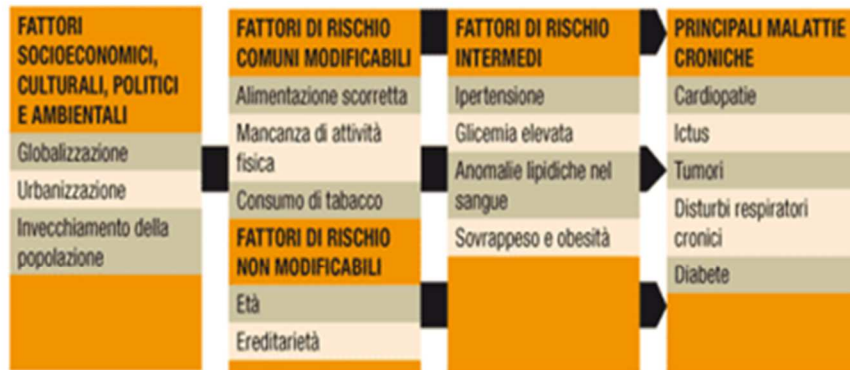 FATTORI
SOCIOECONOMICI,
CULTURALI, POLITICI
E AMBIENTALI
Globalizzazione
Urbanizzazione
Invecchiamento della
popolazione
FATTORI DI RISCHIO
COMUNI MODIFICABILI
Alimentazione scorretta
Mancanza di attività
fisica
Consumo di tabacco
FATTORI DI RISCHIO
NON MODIFICABILI
Età
Ereditarietà
FATTORI DI RISCHIO
INTERMEDI
Ipertensione
Glicemia elevata
Anomalie lipidiche nel
sangue
Sovrappeso e obesità
PRINCIPALI MALATTIE
CRONICHE
Cardiopatie
Ictus
Tumori
Disturbi respiratori
cronici
Diabete